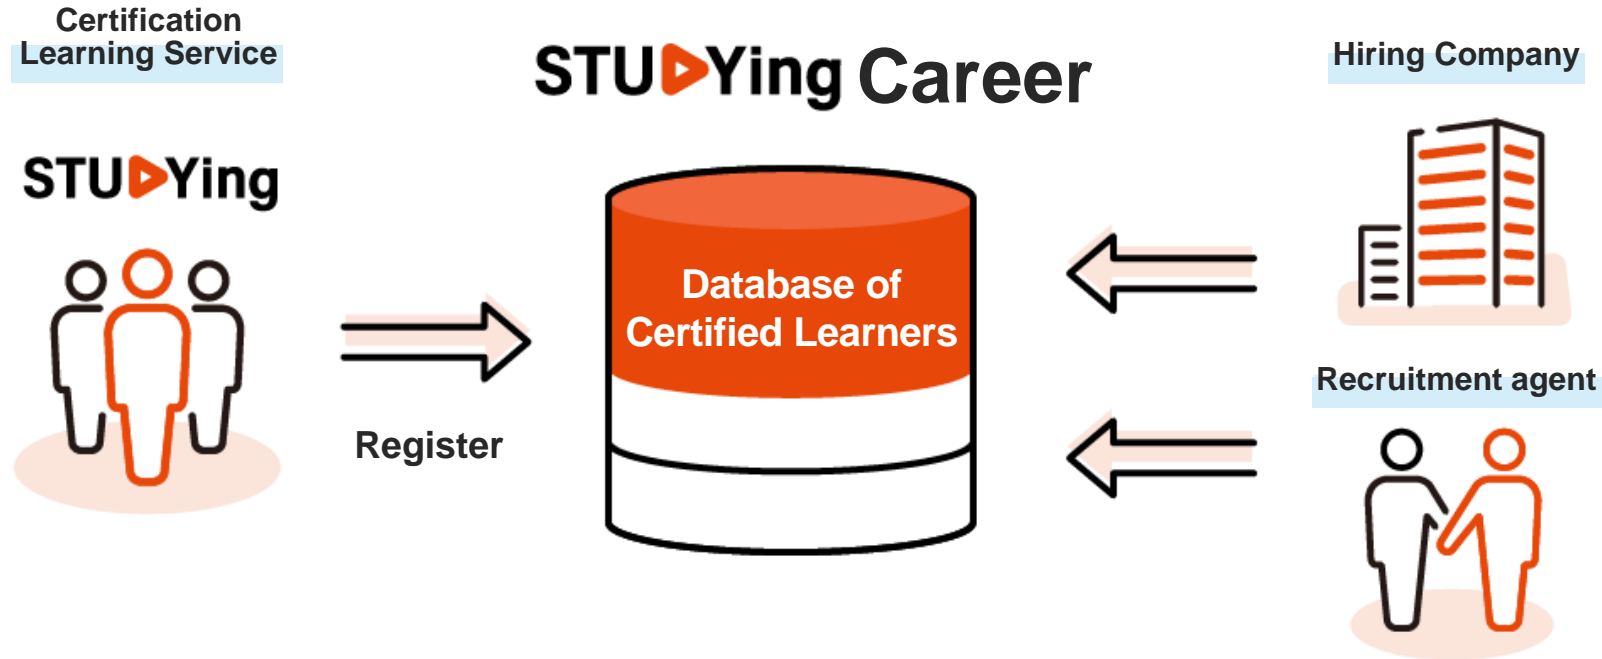 Certification
Learning Service
STUDYing
Register
STUDYing Career
Database of
Certified Learners
Hiring Company
Recruitment agent